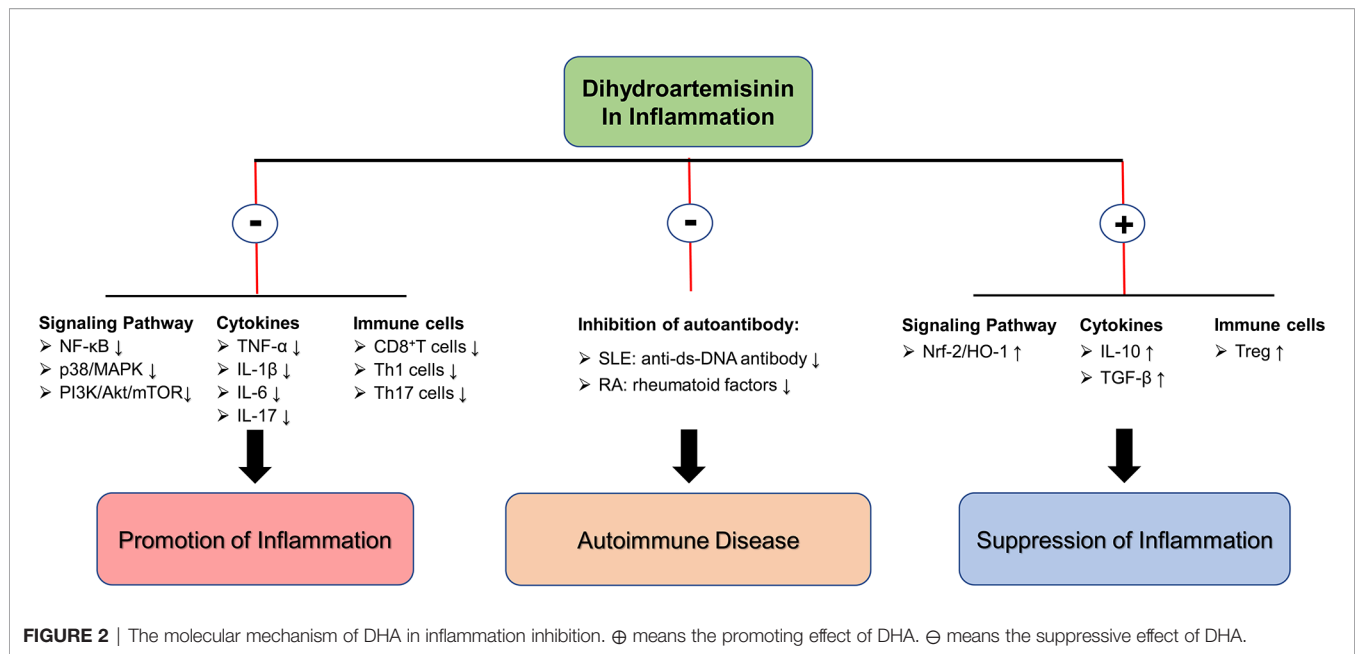 Dihydroartemisinin
In Inflammation
-
-
+
Signaling Pathway
➢ NF-κB ↓
➢ p38/MAPK ↓
➢ PI3K/Akt/mTOR↓
Cytokines
➢ TNF-α ↓
➢ IL-1β ↓
➢ IL-6 ↓
➢ IL-17 ↓
Immune cells
➢ CD8⁺T cells ↓
➢ Th1 cells ↓
➢ Th17 cells ↓
Inhibition of autoantibody:
➢ SLE: anti-ds-DNA antibody ↓
➢ RA: rheumatoid factors ↓
Signaling Pathway
➢ Nrf-2/HO-1 ↑
Cytokines
➢ IL-10 ↑
➢ TGF-β ↑
Immune cells
➢ Treg ↑
Promotion of Inflammation
Autoimmune Disease
Suppression of Inflammation
FIGURE 2 | The molecular mechanism of DHA in inflammation inhibition. ⊕ means the promoting effect of DHA. ⊖ means the suppressive effect of DHA.